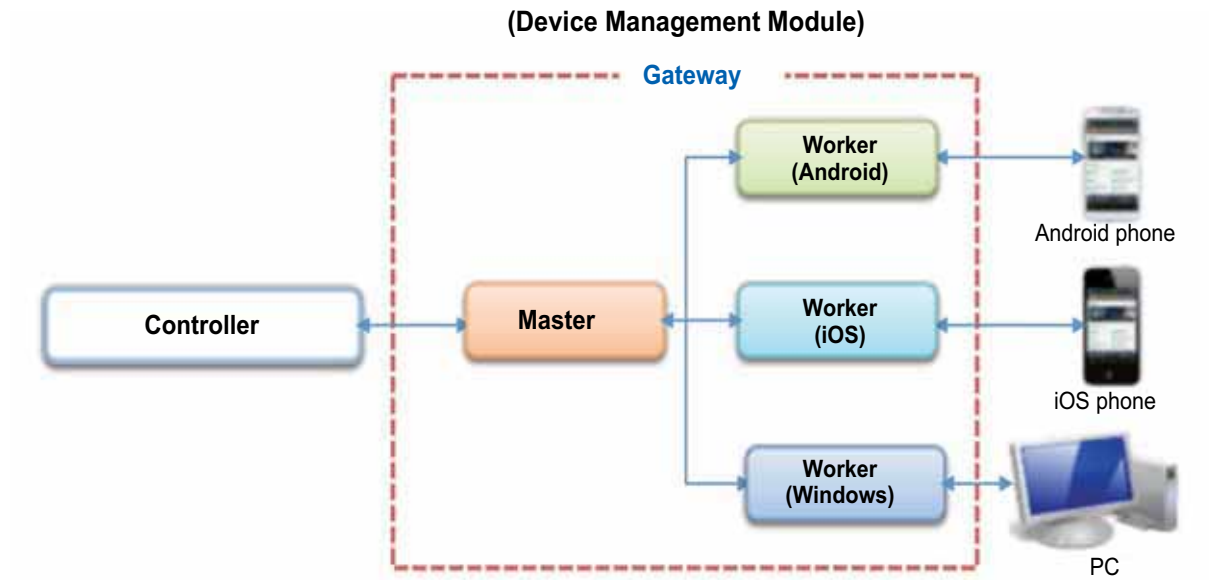 (Device Management Module)
Gateway
Worker
(Android)
Android phone
Controller
Master
Worker
(iOS)
iOS phone
Worker
(Windows)
PC